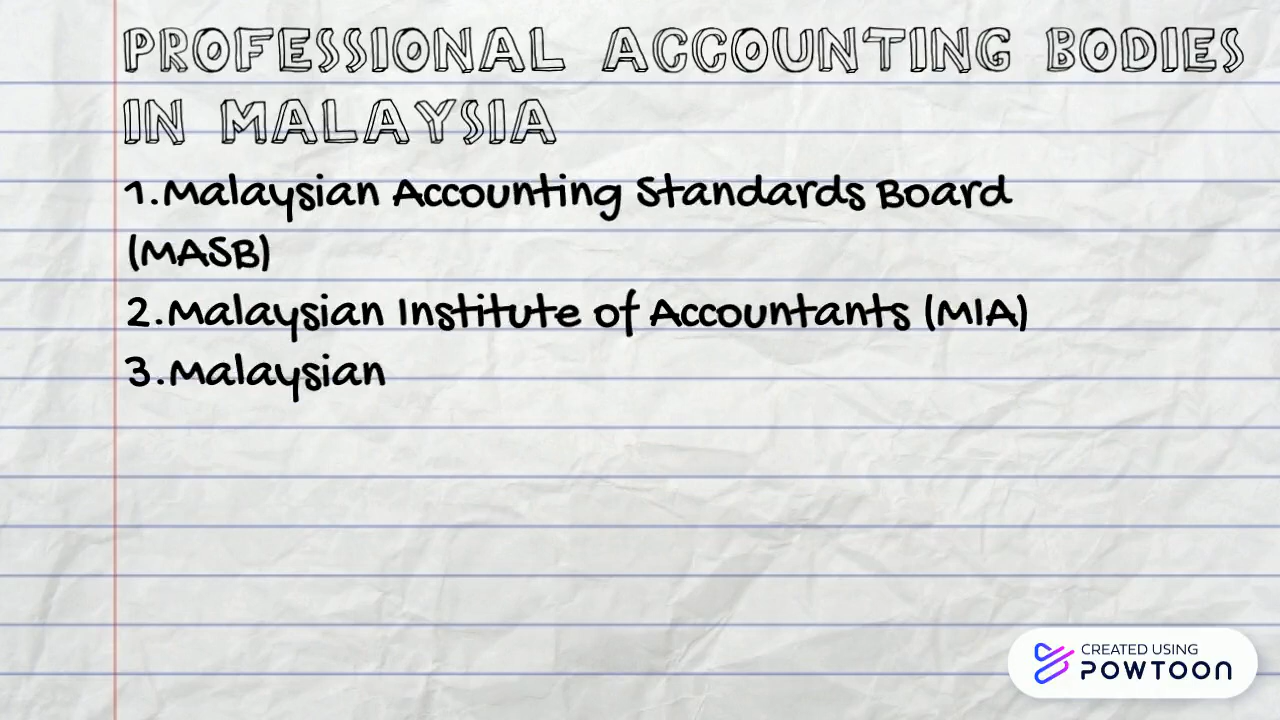 PROFESSIONAL ACCOUNTING BODIES
IN MALAYSIA
1.Malaysian Accounting Standards Board
(MASB)
2.Malaysian Institute of Accountants (MIA)
3.Malaysian
CREATED USING
POWTOON